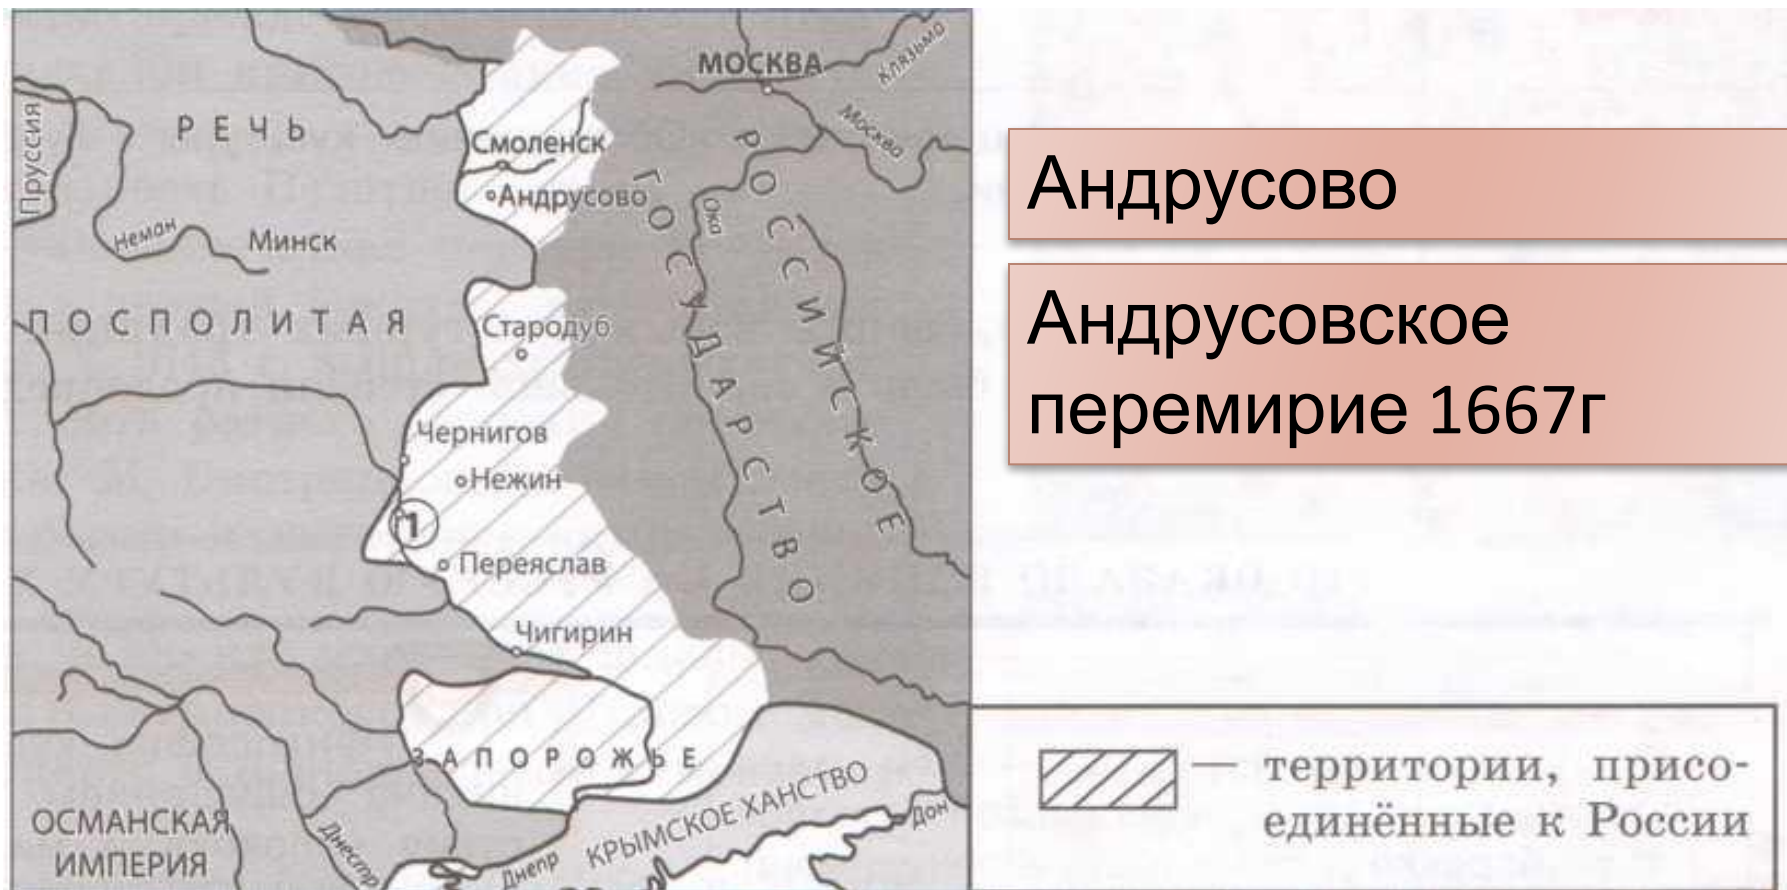 МОСКВА
Клязьма
Москва
Пруссия
РЕЧЬ
Смоленск
Андрусово
РОССИЙСКОЕ
ГОСУДАРСТВО
Ока
Неман
Минск
ПОСПОЛИТАЯ
Стародуб
Чернигов
Нежин
1
Переяслав
Чигирин
ЗАПОРОЖЬЕ
КРЫМСКОЕ ХАНСТВО
Дон
ОСМАНСКАЯ
ИМПЕРИЯ
Днестр
Днепр
Андрусово
Андрусовское
перемирие 1667г
— территории, присо-
единённые к России